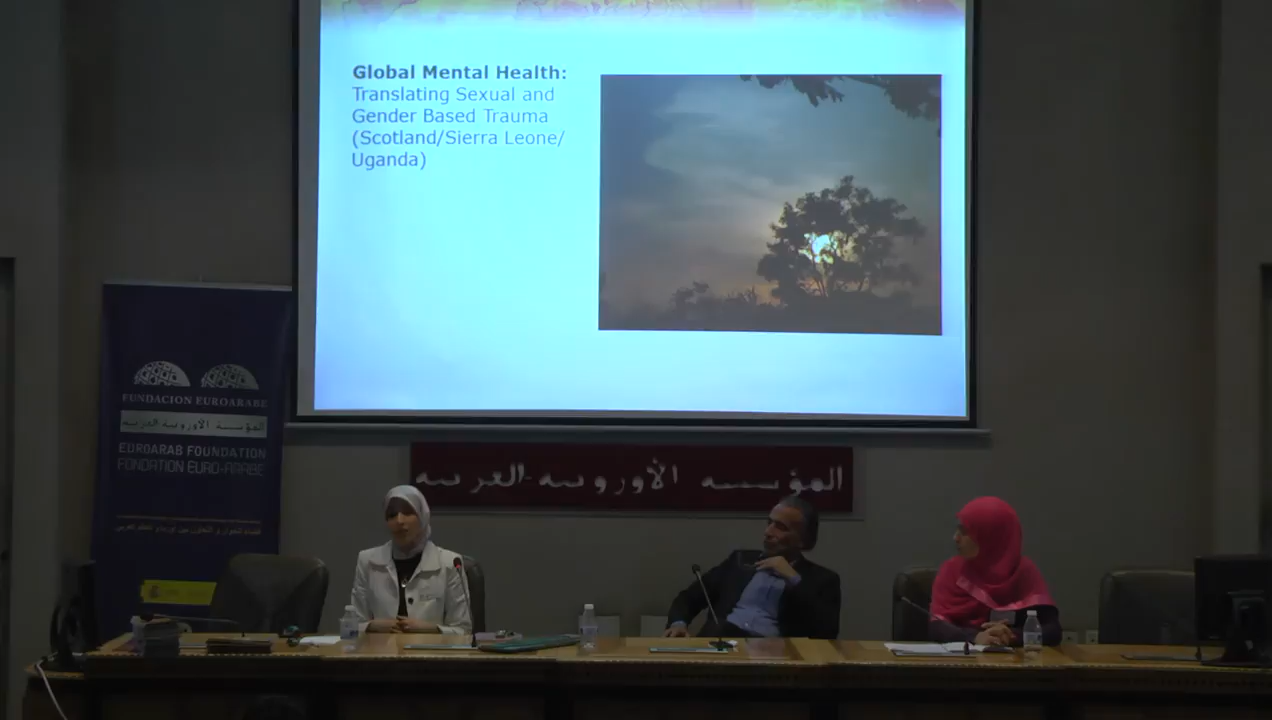 Global Mental Health:
Translating Sexual and
Gender Based Trauma
(Scotland/Sierra Leone/
Uganda)
FUNDACION EUROARABE
المؤسسة الأوروبية العربية
EUROARAB FOUNDATION
FONDATION EURO-ARABE
المؤسسة الأوروبية-العربية